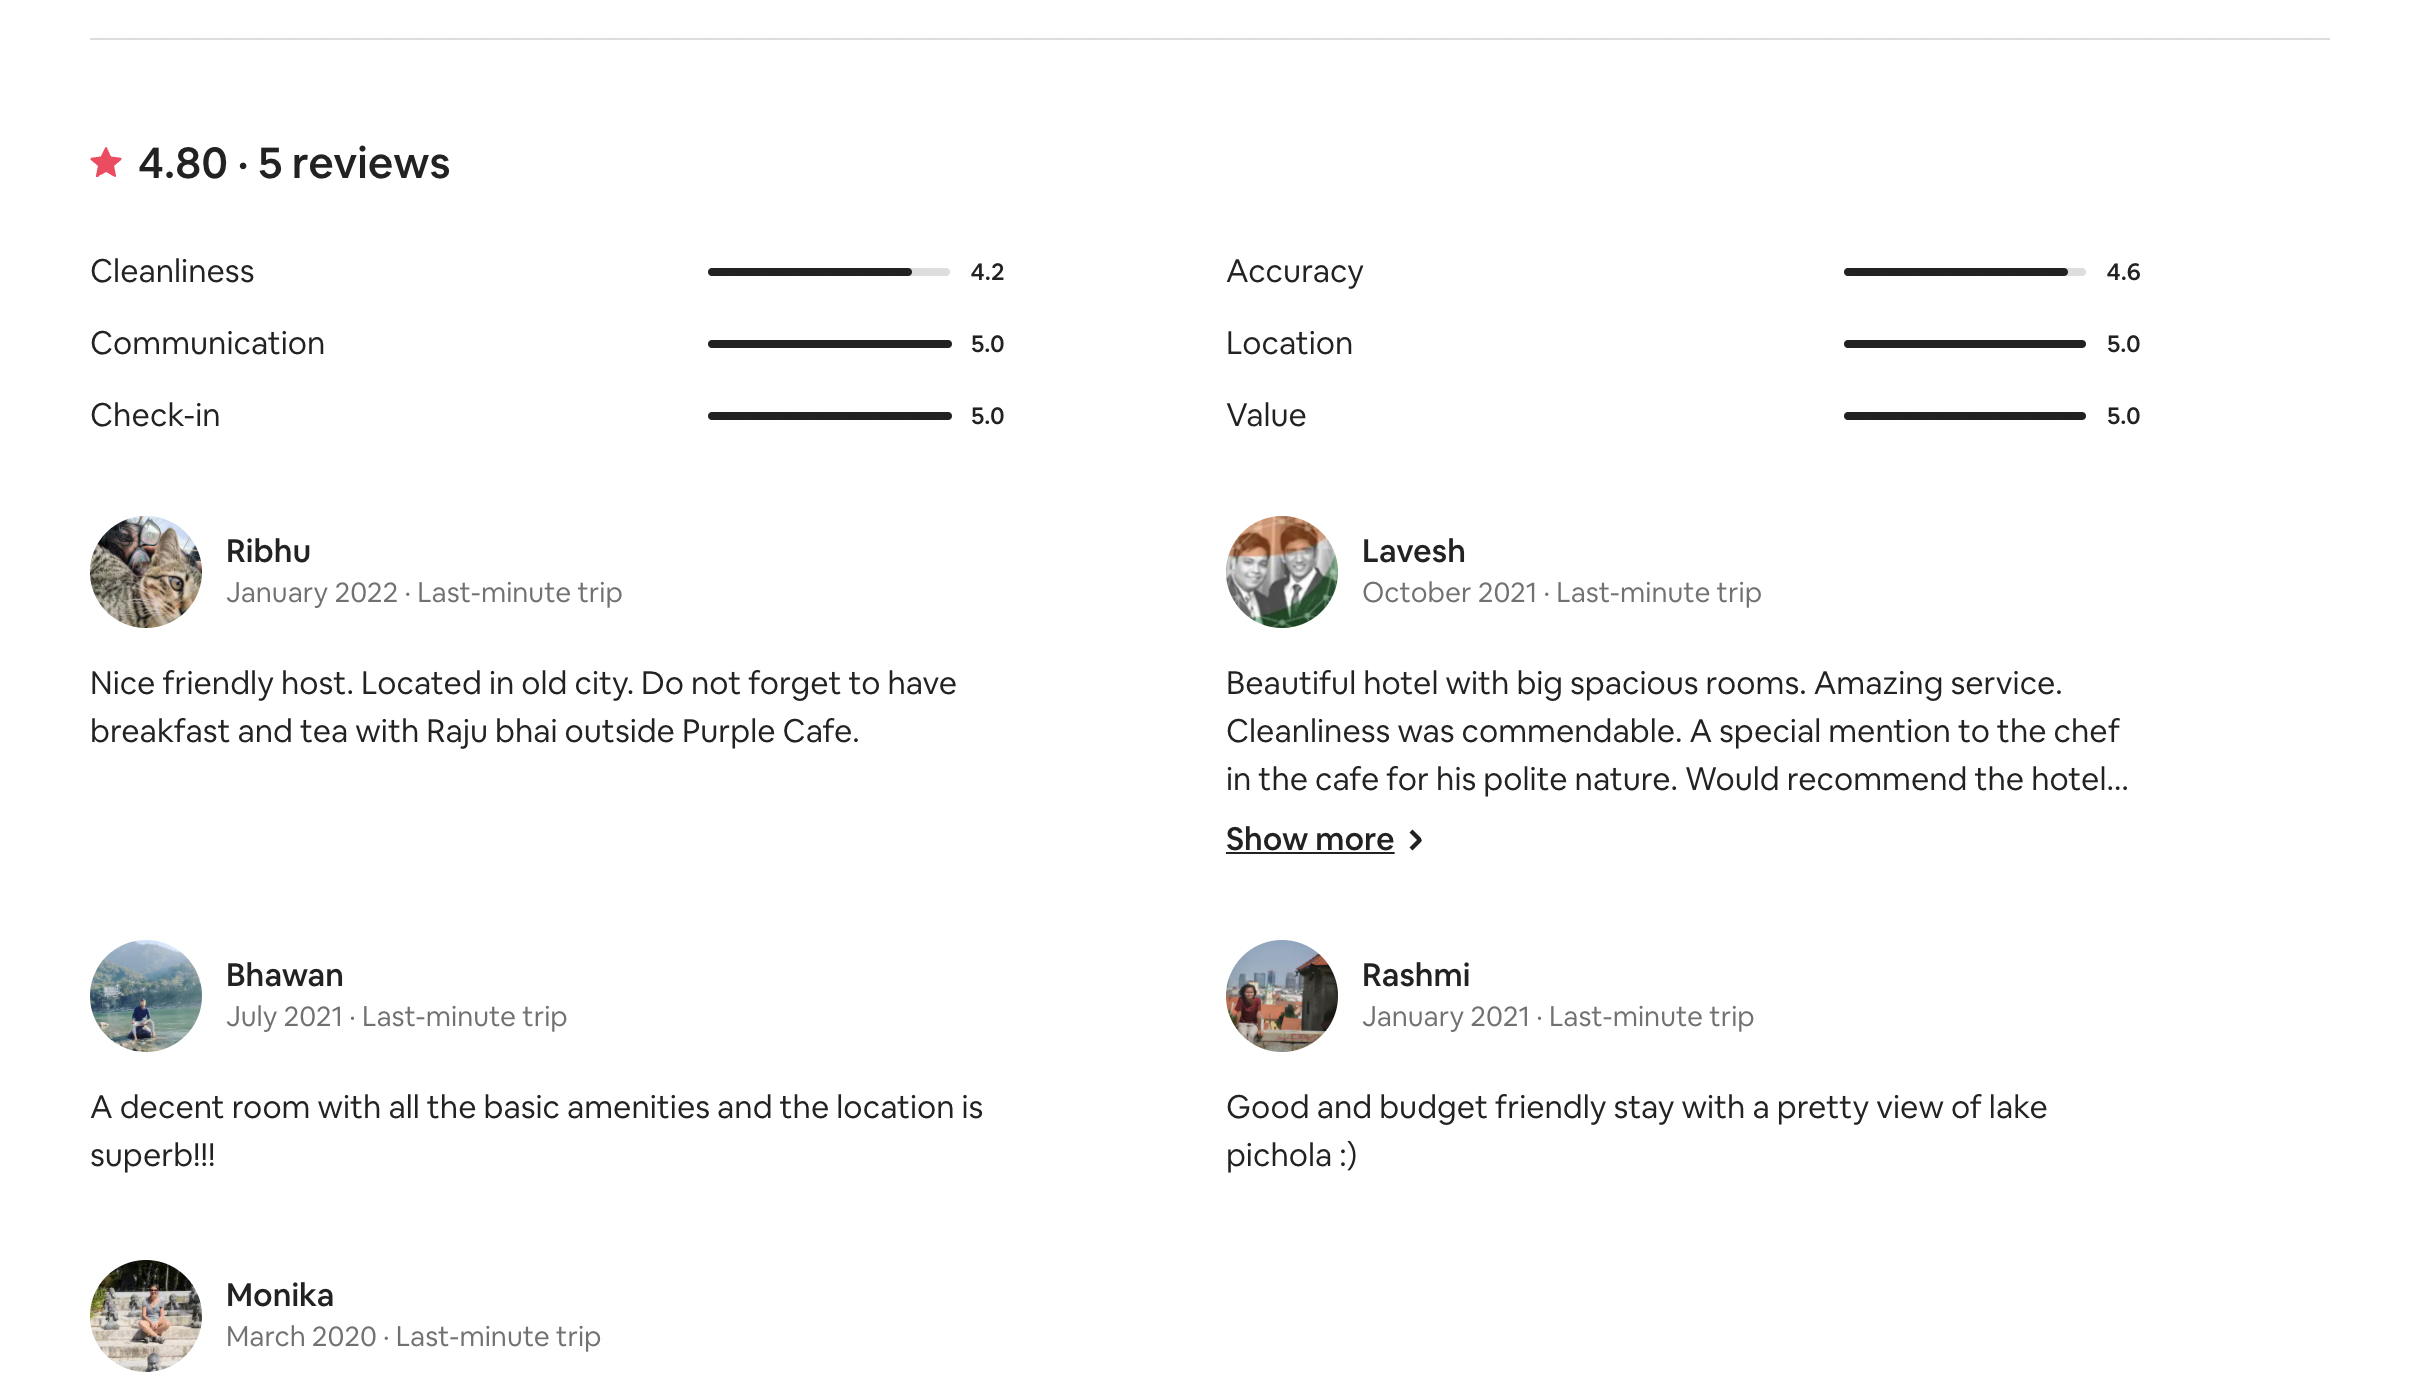 4.80 · 5 reviews
Cleanliness 4.2
Accuracy 4.6
Communication 5.0
Location 5.0
Check-in 5.0
Value 5.0
Ribhu
January 2022 · Last-minute trip
Nice friendly host. Located in old city. Do not forget to have
breakfast and tea with Raju bhai outside Purple Cafe.
Lavesh
October 2021 · Last-minute trip
Beautiful hotel with big spacious rooms. Amazing service.
Cleanliness was commendable. A special mention to the chef
in the cafe for his polite nature. Would recommend the hotel...
Show more
Bhawan
July 2021 · Last-minute trip
A decent room with all the basic amenities and the location is
superb!!!
Rashmi
January 2021 · Last-minute trip
Good and budget friendly stay with a pretty view of lake
pichola :)
Monika
March 2020 · Last-minute trip